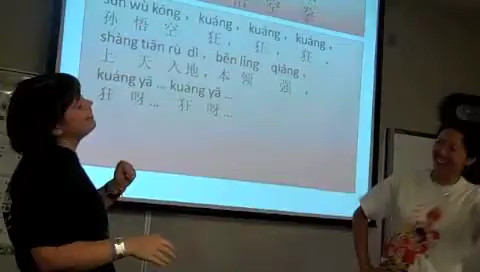 sūn wù kōng，kuáng，kuáng，kuáng，
孙 悟 空 狂，狂，狂，
shàng tiān rù dì，běn lǐng qiáng，
上 天 入地，本 领 强，
kuáng yā … kuáng yā …
狂 呀… 狂 呀…